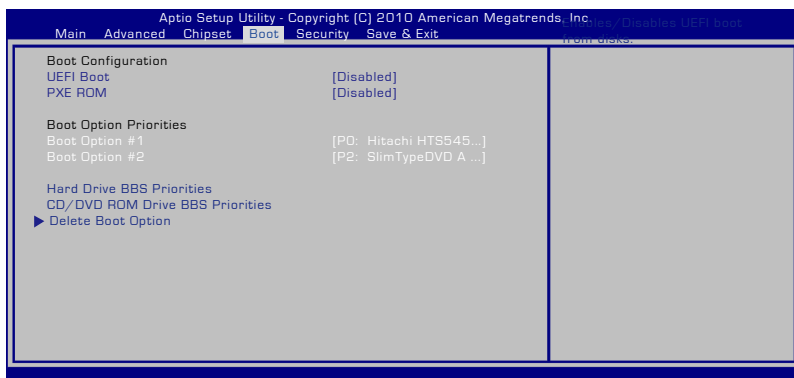 Aptio Setup Utility - Copyright (C) 2010 American Megatrends, Inc.
Main Advanced Chipset Boot Security Save & Exit
Enables/Disables UEFI boot
from disks.
Boot Configuration
UEFI Boot [Disabled]
PXE ROM [Disabled]
Boot Option Priorities
Boot Option #1 [P0: Hitachi HTS545...]
Boot Option #2 [P2: SlimTypeDVD A ...]
Hard Drive BBS Priorities
CD/DVD ROM Drive BBS Priorities
▶ Delete Boot Option